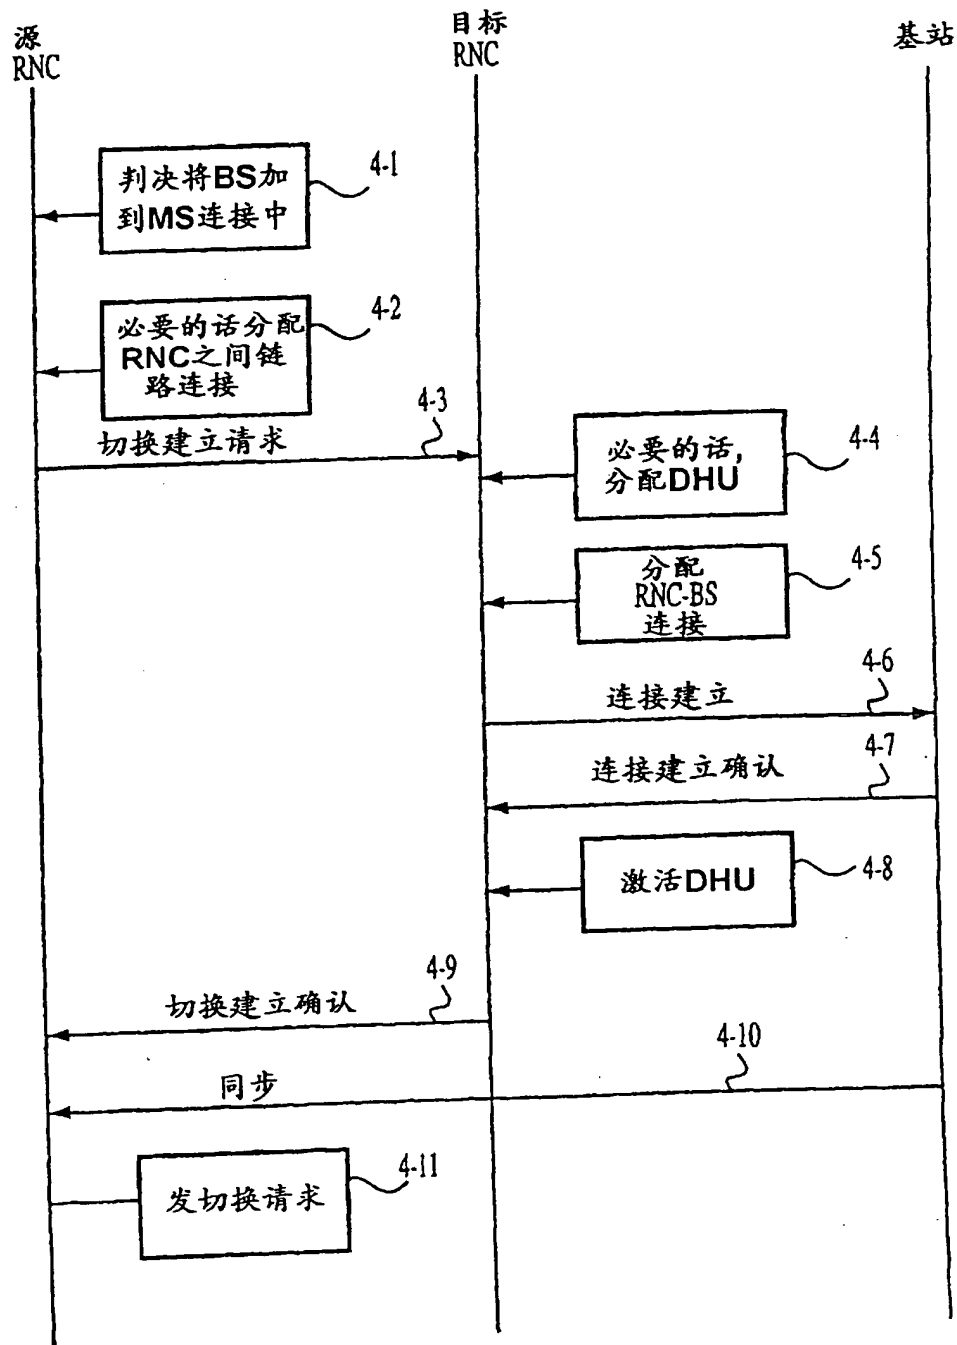 源
RNC
目标
RNC
基站
判决将BS加
到MS连接中
4-1
必要的话分配
RNC之间链
路连接
4-2
切换建立请求
4-3
必要的话,
分配DHU
4-4
分配
RNC-BS
连接
4-5
连接建立
4-6
连接建立确认
4-7
激活DHU
4-8
切换建立确认
4-9
同步
4-10
发切换请求
4-11